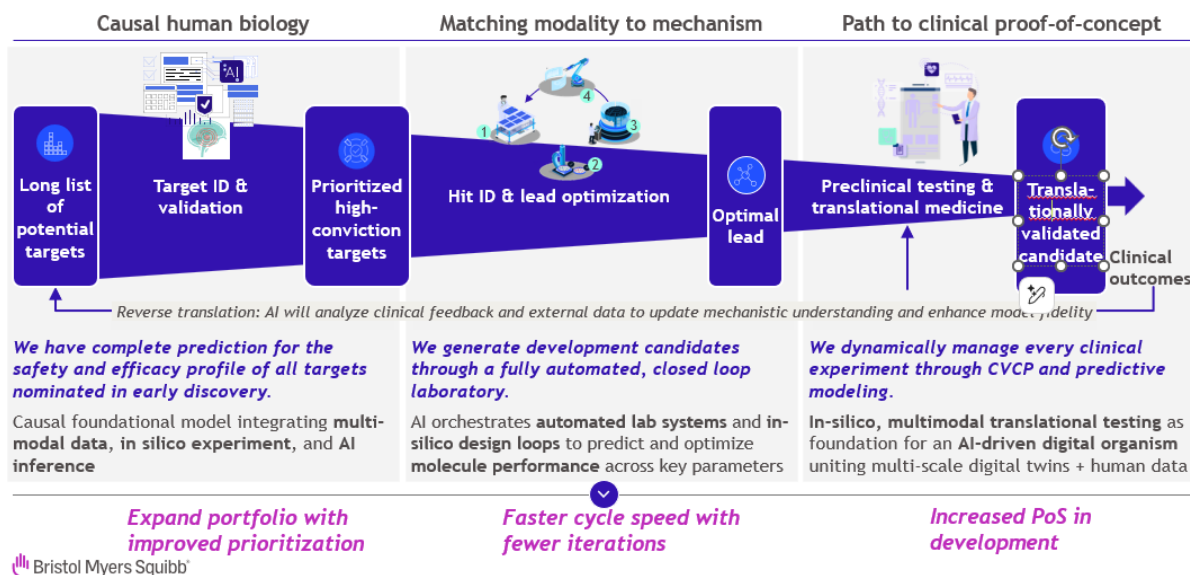 Causal human biology
Matching modality to mechanism
Path to clinical proof-of-concept
AI
1
2
3
4
Long list
of
potential
targets
Target ID &
validation
Prioritized
high-
conviction
targets
Hit ID & lead optimization
Optimal
lead
Preclinical testing &
translational medicine
Transla-
tionally
validated
candidate
Clinical
outcomes
Reverse translation: AI will analyze clinical feedback and external data to update mechanistic understanding and enhance model fidelity
We have complete prediction for the
safety and efficacy profile of all targets
nominated in early discovery.
Causal foundational model integrating multi-
modal data, in silico experiment, and AI
inference
We generate development candidates
through a fully automated, closed loop
laboratory.
AI orchestrates automated lab systems and in-
silico design loops to predict and optimize
molecule performance across key parameters
We dynamically manage every clinical
experiment through CVCP and predictive
modeling.
In-silico, multimodal translational testing as
foundation for an AI-driven digital organism
uniting multi-scale digital twins + human data
Expand portfolio with
improved prioritization
Faster cycle speed with
fewer iterations
Increased PoS in
development
Bristol Myers Squibb